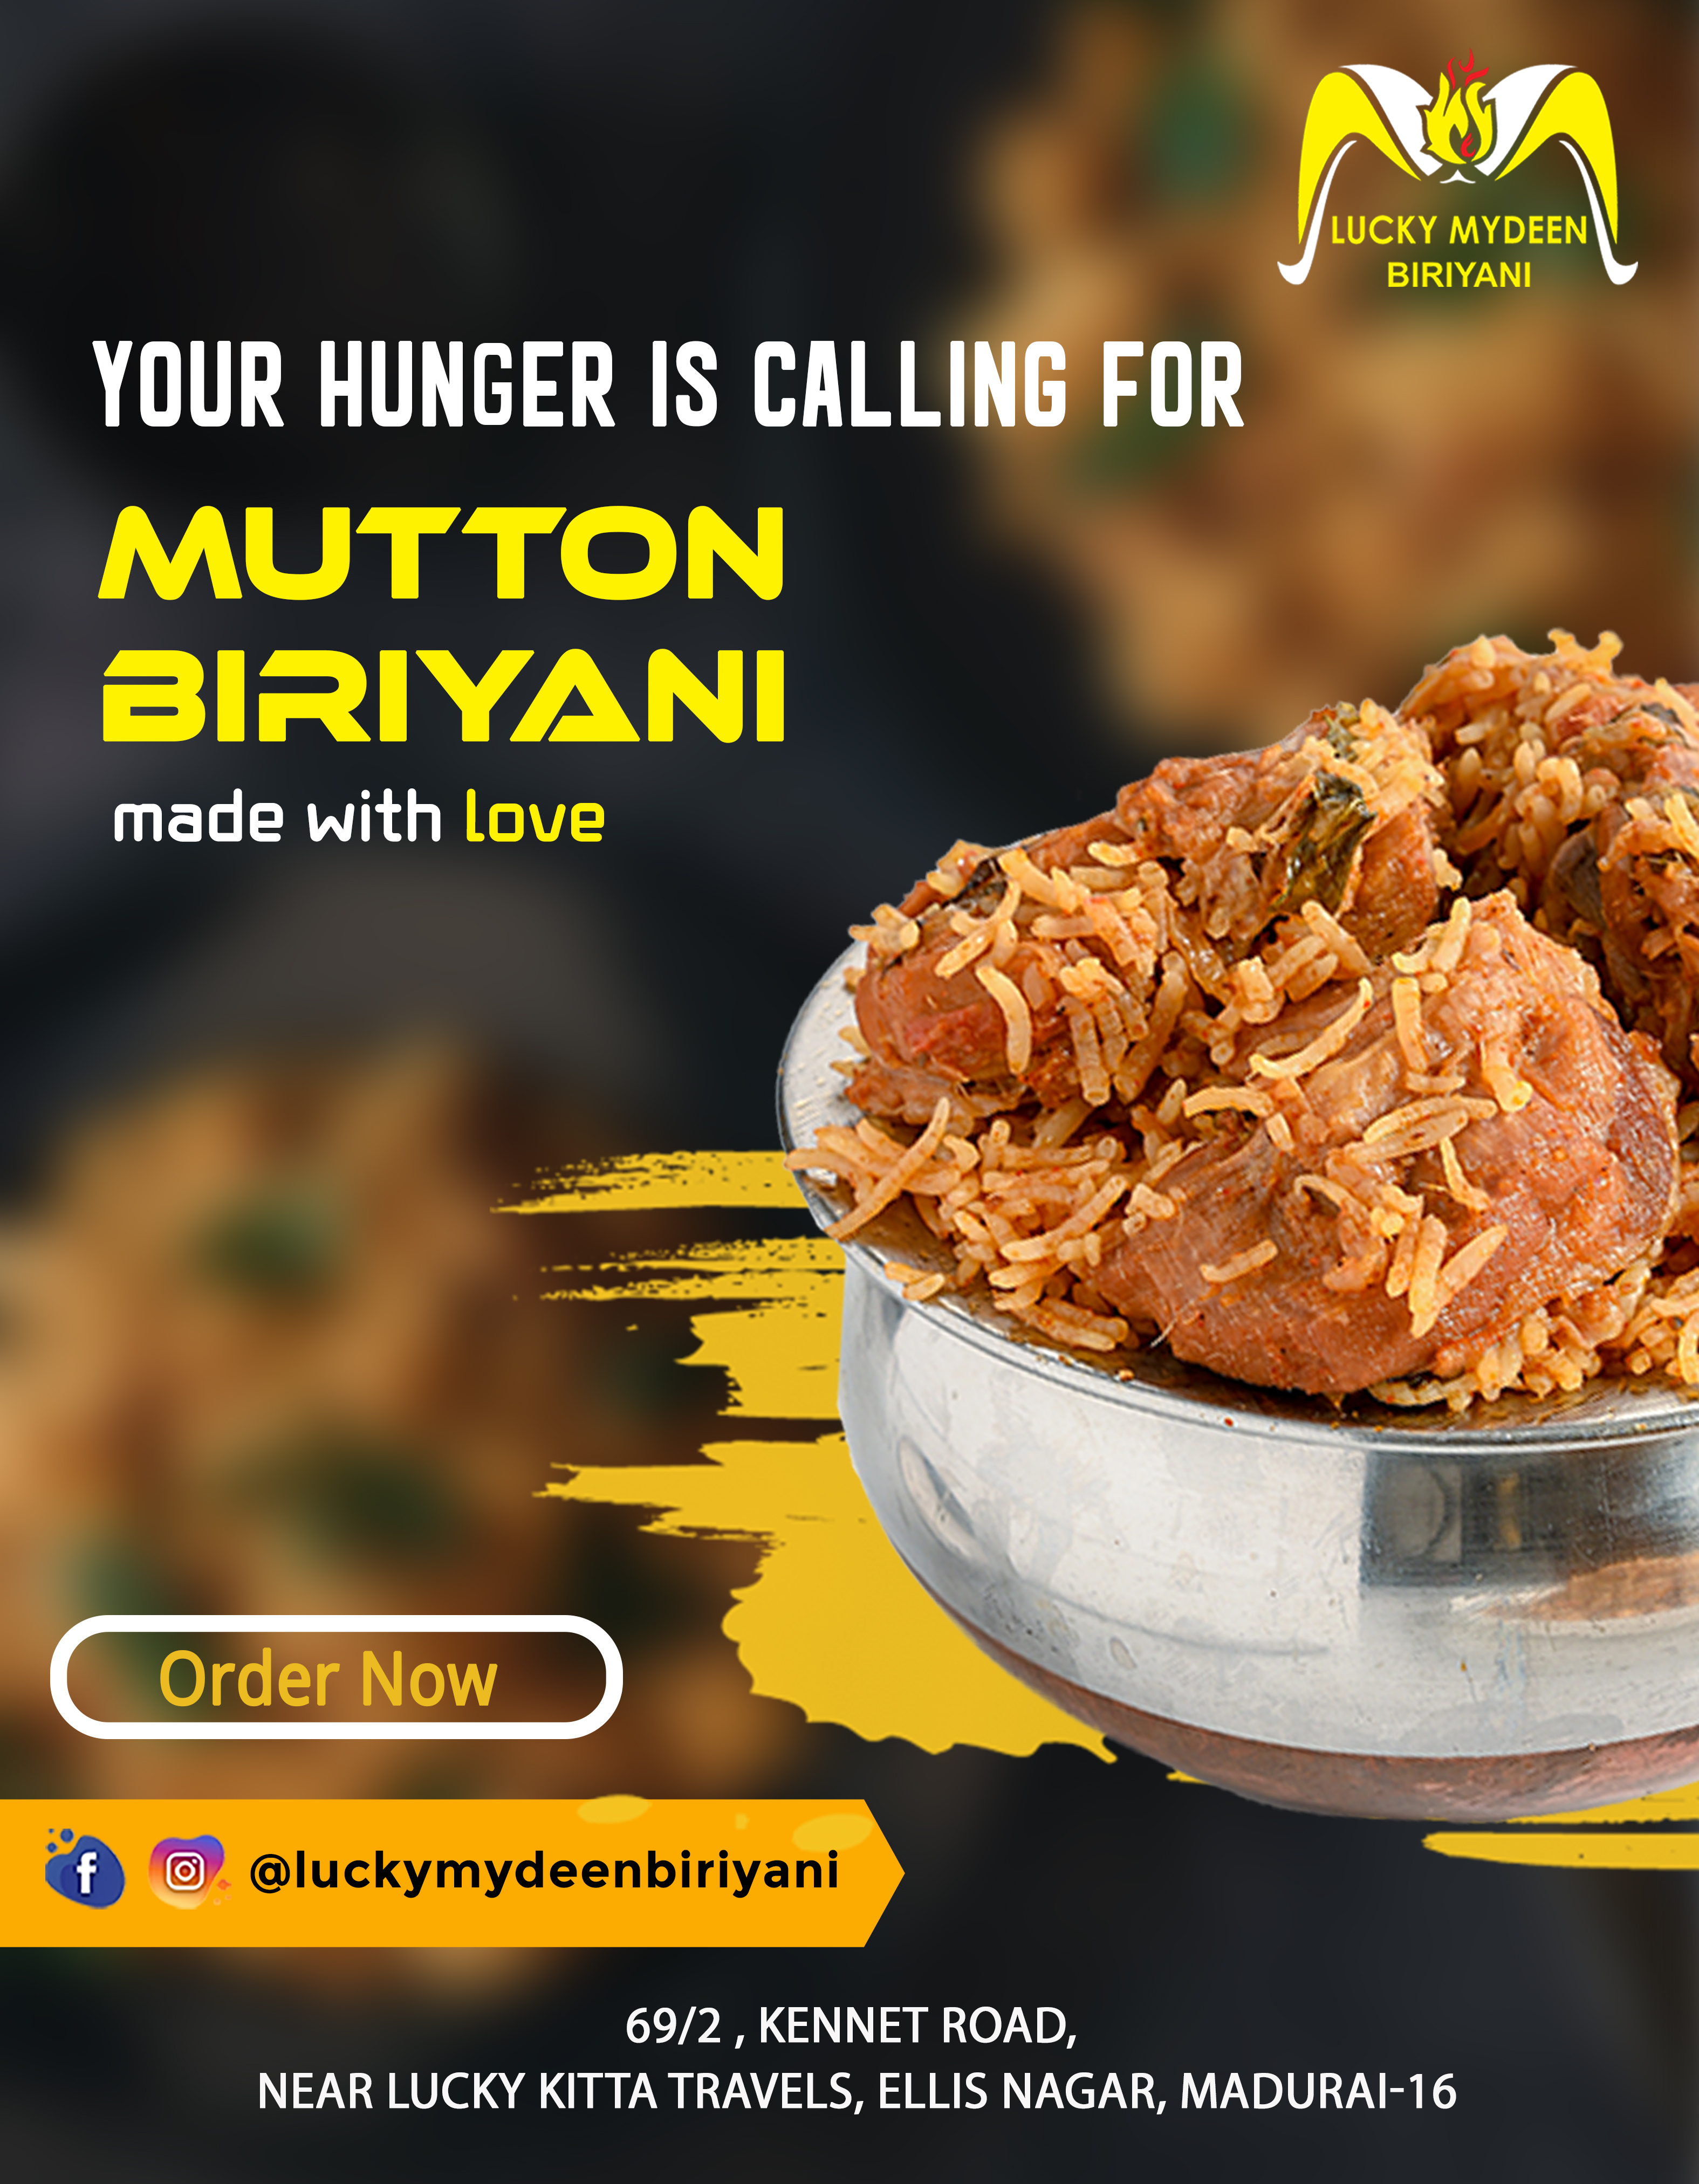 LUCKY MYDEEN
BIRIYANI
YOUR HUNGER IS CALLING FOR
MUTTON
BIRIYANI
made with love
Order Now
@luckymydeenbiriyani
69/2 , KENNET ROAD,
NEAR LUCKY KITTA TRAVELS, ELLIS NAGAR, MADURAI-16